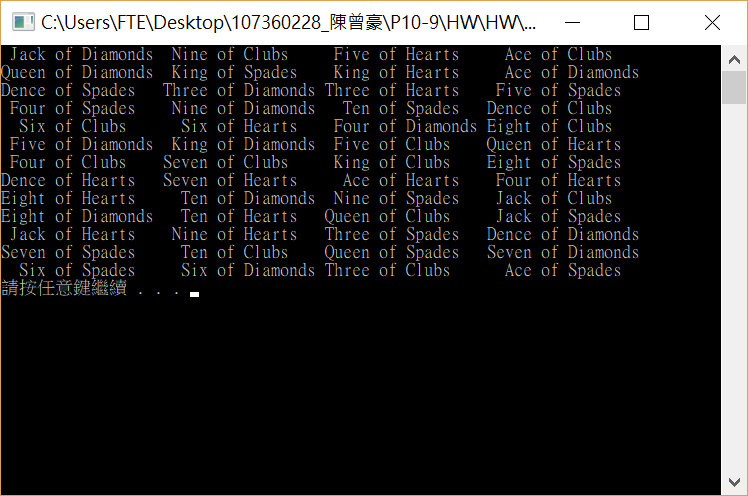 C:\Users\FTE\Desktop\107360228_陳曾豪\P10-9\HW\HW\...
Jack of Diamonds  Nine of Clubs     Five of Hearts     Ace of Clubs
Queen of Diamonds  King of Spades    King of Hearts     Ace of Diamonds
Dence of Spades   Three of Diamonds Three of Hearts    Five of Spades
Four of Spades     Nine of Diamonds   Ten of Spades   Dence of Clubs
Six of Clubs      Six of Hearts    Four of Diamonds Eight of Clubs
Five of Diamonds  King of Diamonds  Five of Clubs    Queen of Hearts
Four of Clubs    Seven of Clubs     King of Clubs    Eight of Spades
Dence of Hearts   Seven of Hearts     Ace of Hearts    Four of Hearts
Eight of Hearts     Ten of Diamonds  Nine of Spades    Jack of Clubs
Eight of Diamonds   Ten of Hearts   Queen of Clubs     Jack of Spades
Jack of Hearts    Nine of Hearts   Three of Spades   Dence of Diamonds
Seven of Spades     Ten of Clubs    Queen of Spades   Seven of Diamonds
Six of Spades     Six of Diamonds Three of Clubs      Ace of Spades
請按任意鍵繼續 . . .